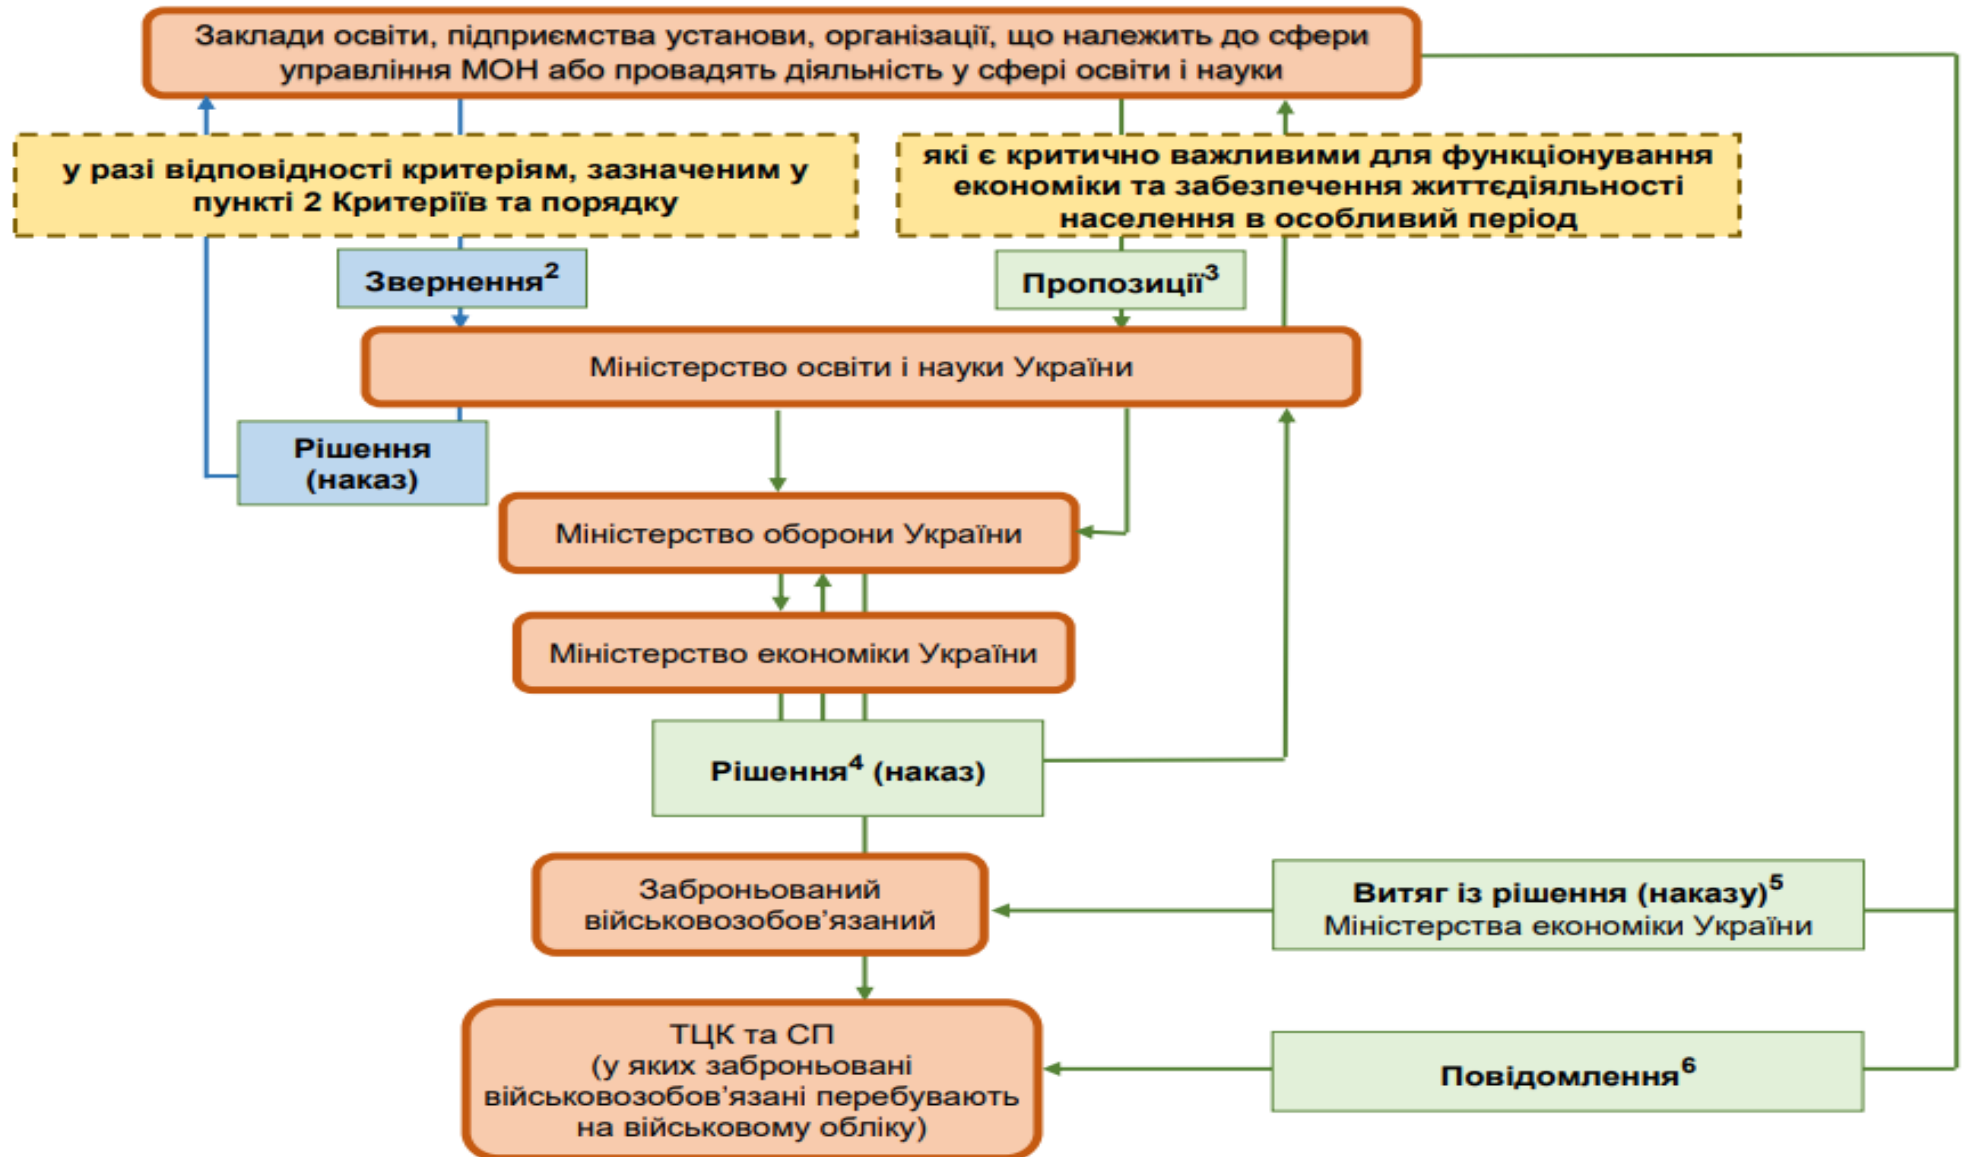 Заклади освіти, підприємства установи, організації, що належить до сфери
управління МОН або провадять діяльність у сфері освіти і науки
у разі відповідності критеріям, зазначеним у
пункті 2 Критеріїв та порядку
які є критично важливими для функціонування
економіки та забезпечення життєдіяльності
населення в особливий період
Звернення²
Пропозиції³
Міністерство освіти і науки України
Рішення
(наказ)
Міністерство оборони України
Міністерство економіки України
Рішення⁴ (наказ)
Заброньований
військовозобов’язаний
Витяг із рішення (наказу)⁵
Міністерства економіки України
ТЦК та СП
(у яких заброньовані
військовозобов’язані перебувають
на військовому обліку)
Повідомлення⁶